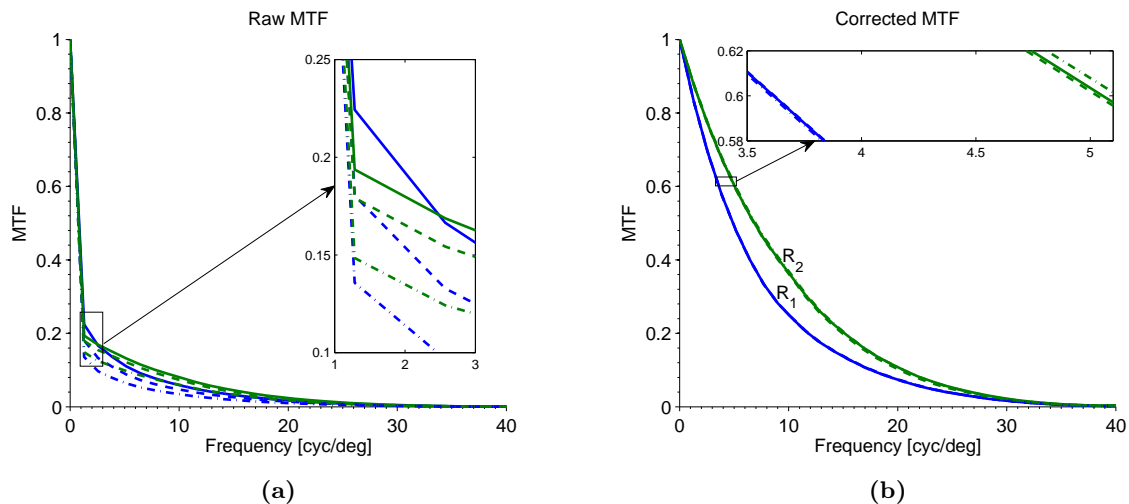 Raw MTF
MTF
1
0.8
0.6
0.4
0.2
0
0 10 20 30 40
Frequency [cyc/deg]
0.25
0.2
0.15
0.1
1 2 3
(a)
Corrected MTF
MTF
1
0.8
0.6
0.4
0.2
0
0 10 20 30 40
Frequency [cyc/deg]
0.62
0.6
0.58
3.5 4 4.5 5
R2
R1
(b)